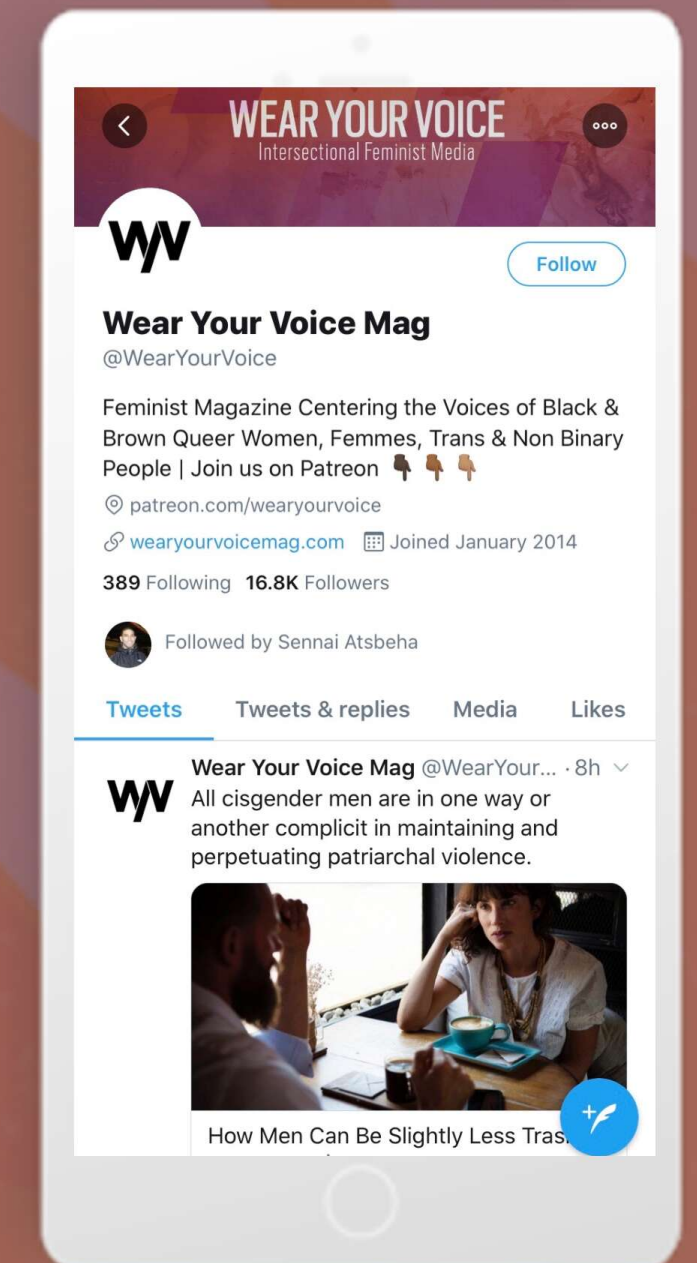 WEAR YOUR VOICE
Intersectional Feminist Media
WYV
Follow
Wear Your Voice Mag
@WearYourVoice
Feminist Magazine Centering the Voices of Black &
Brown Queer Women, Femmes, Trans & Non Binary
People | Join us on Patreon 👇🏿 👇🏾 👇🏽
patreon.com/wearyourvoice
wearyourvoicemag.com Joined January 2014
389 Following 16.8K Followers
Followed by Sennai Atsbeha
Tweets Tweets & replies Media Likes
Wear Your Voice Mag @WearYour... · 8h
WYV
All cisgender men are in one way or
another complicit in maintaining and
perpetuating patriarchal violence.
How Men Can Be Slightly Less